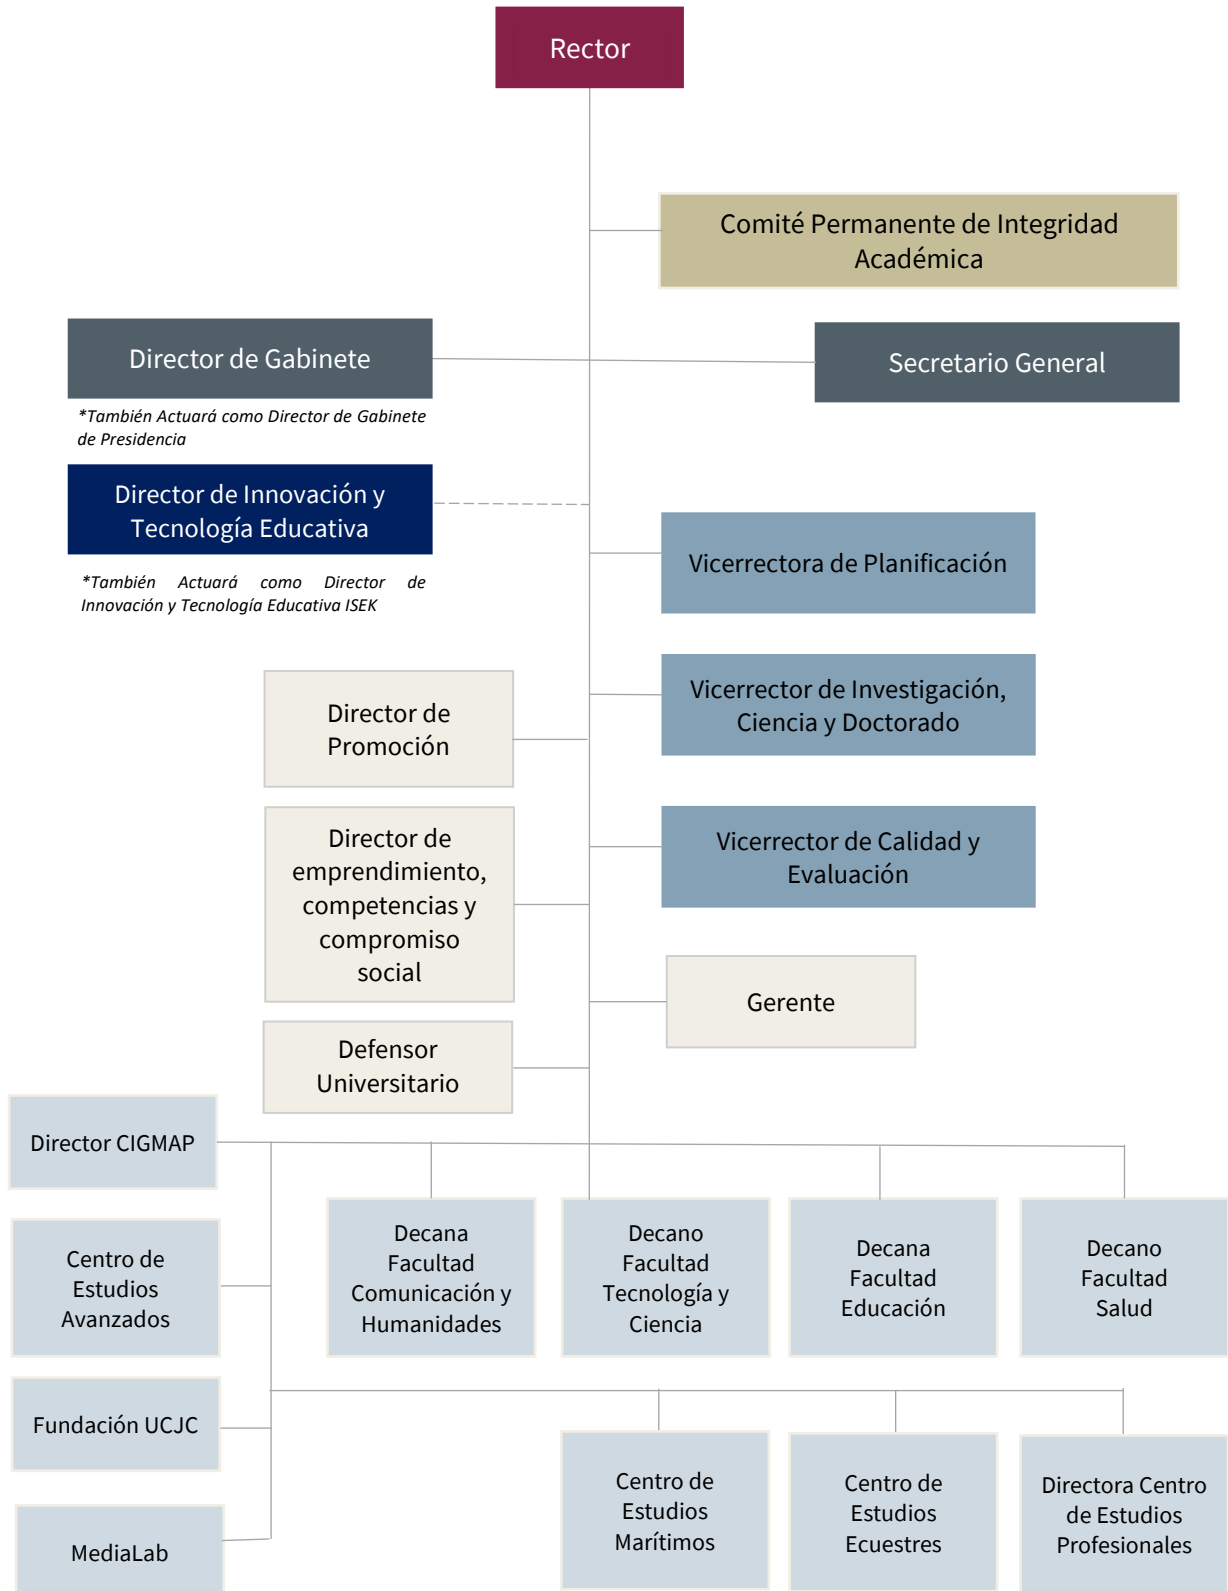 Rector
Comité Permanente de Integridad
Académica
Director de Gabinete
Secretario General
*También Actuará como Director de Gabinete
de Presidencia
Director de Innovación y
Tecnología Educativa
*También Actuará como Director de
Innovación y Tecnología Educativa ISEK
Vicerrectora de Planificación
Vicerrector de Investigación,
Ciencia y Doctorado
Director de
Promoción
Director de
emprendimiento,
competencias y
compromiso
social
Vicerrector de Calidad y
Evaluación
Gerente
Defensor
Universitario
Director CIGMAP
Centro de
Estudios
Avanzados
Decana
Facultad
Comunicación y
Humanidades
Decano
Facultad
Tecnología y
Ciencia
Decana
Facultad
Educación
Decano
Facultad
Salud
Fundación UCJC
MediaLab
Centro de
Estudios
Marítimos
Centro de
Estudios
Ecuestres
Directora Centro
de Estudios
Profesionales